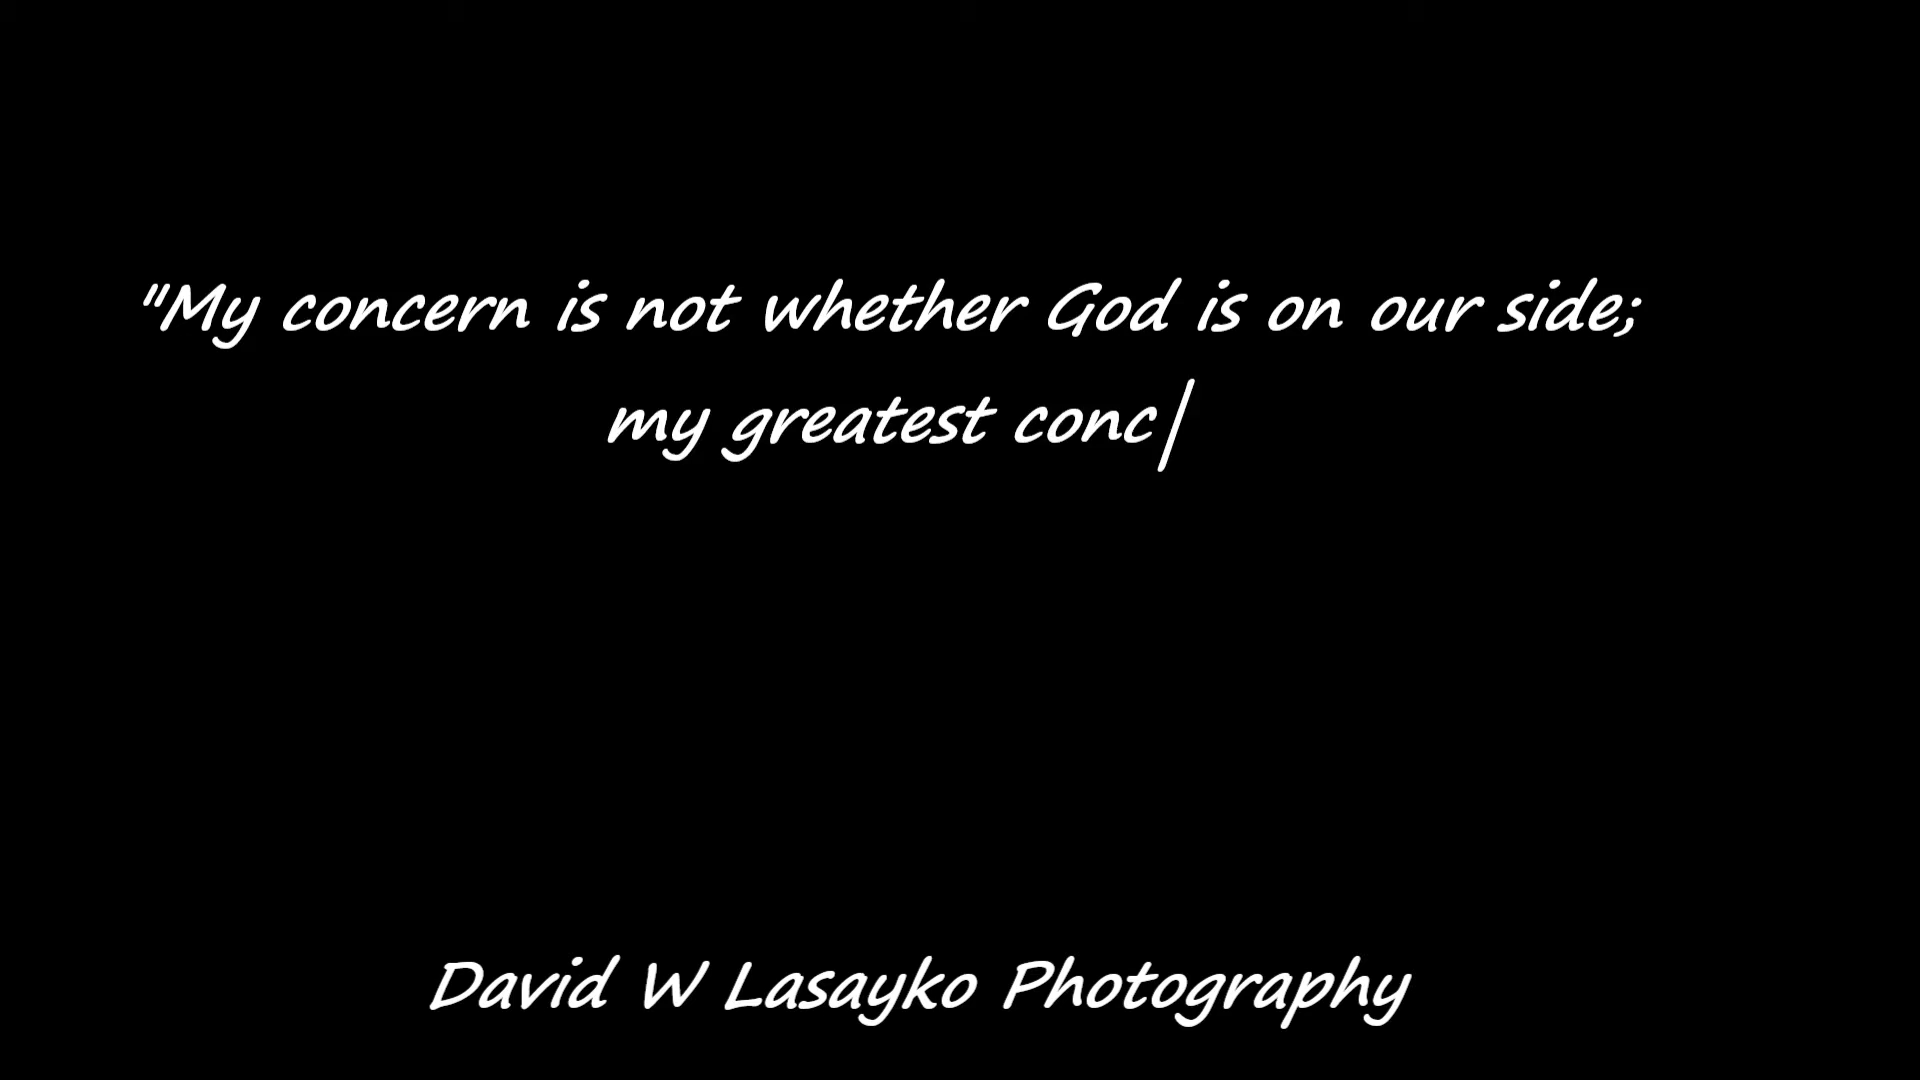 "My concern is not whether God is on our side;
my greatest conc|
David W Lasayko Photography